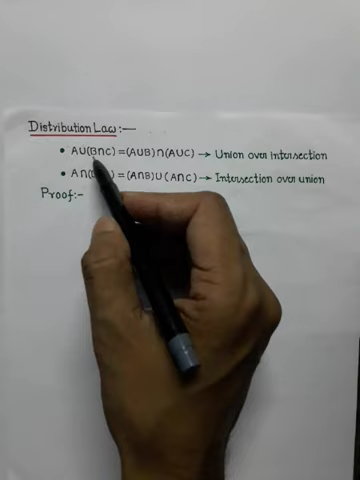 Distribution Law:—
• A∪(B∩C) = (A∪B)∩(A∪C) → Union over intersection
• A∩( ) = (A∩B)∪(A∩C) → Intersection over union
Proof:-